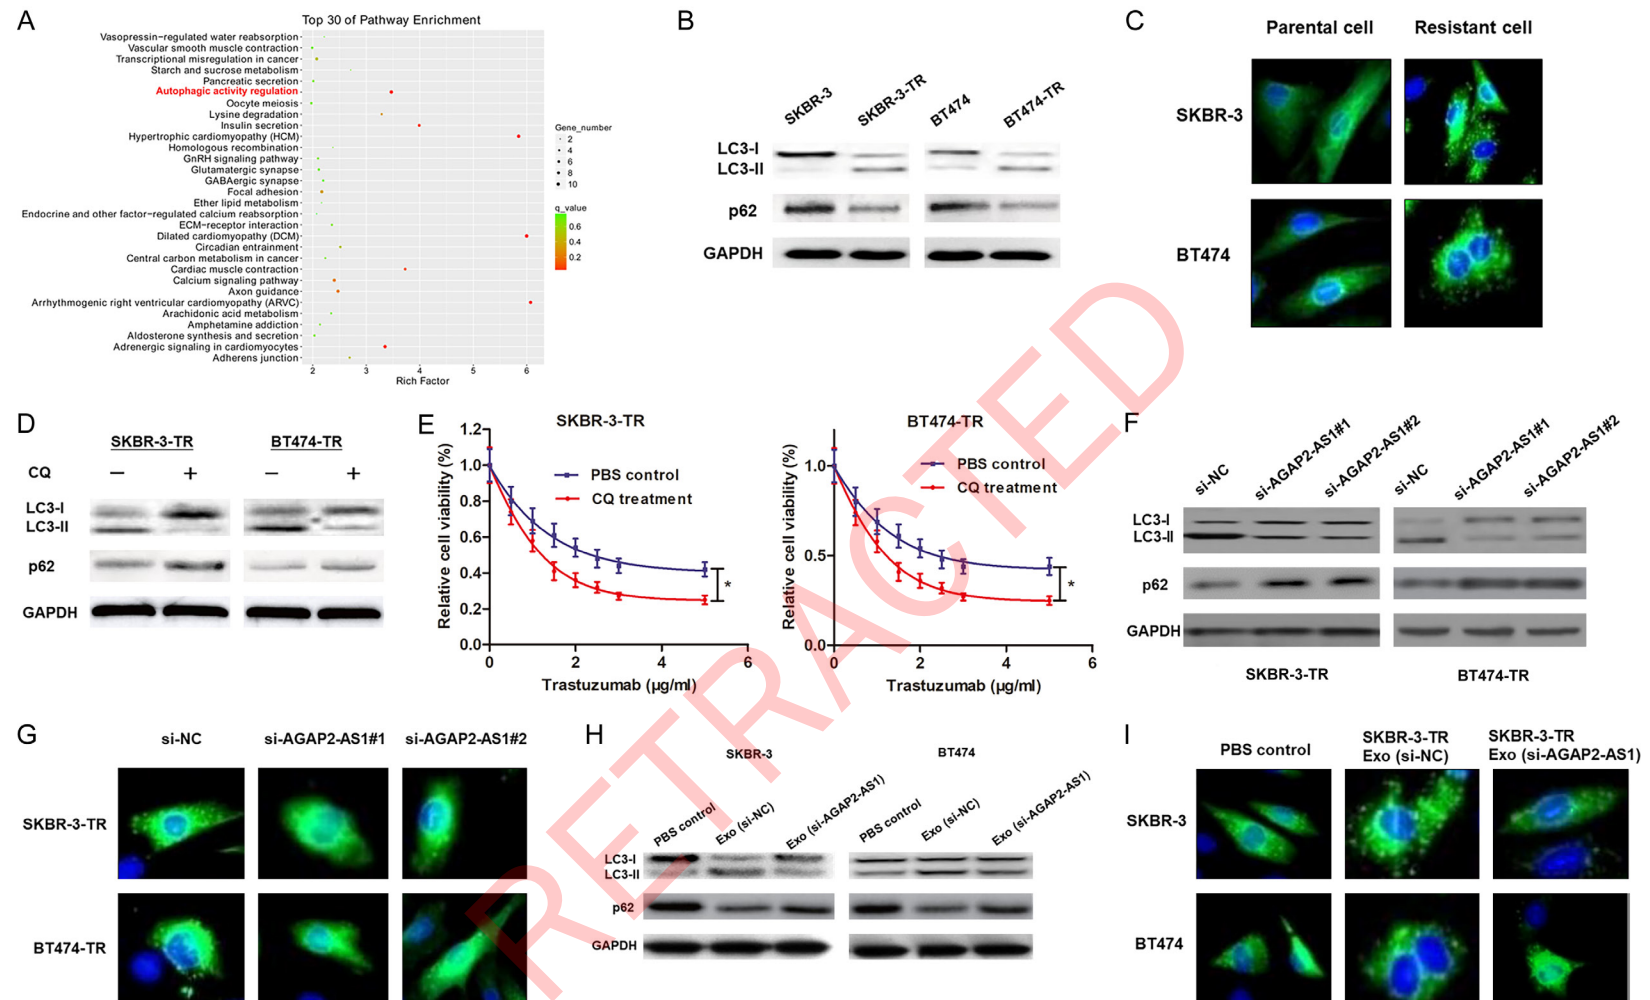 A
Top 30 of Pathway Enrichment
Vasopressin−regulated water reabsorption
Vascular smooth muscle contraction
Transcriptional misregulation in cancer
Starch and sucrose metabolism
Pancreatic secretion
Autophagic activity regulation
Oocyte meiosis
Lysine degradation
Insulin secretion
Hypertrophic cardiomyopathy (HCM)
Homologous recombination
GnRH signaling pathway
Glutamatergic synapse
GABAergic synapse
Focal adhesion
Ether lipid metabolism
Endocrine and other factor−regulated calcium reabsorption
ECM−receptor interaction
Dilated cardiomyopathy (DCM)
Circadian entrainment
Central carbon metabolism in cancer
Cardiac muscle contraction
Calcium signaling pathway
Axon guidance
Arrhythmogenic right ventricular cardiomyopathy (ARVC)
Arachidonic acid metabolism
Amphetamine addiction
Aldosterone synthesis and secretion
Adrenergic signaling in cardiomyocytes
Adherens junction
2 3 4 5 6
Rich Factor
Gene_number
2
4
6
8
10
q_value
0.6
0.4
0.2
B
SKBR-3 SKBR-3-TR BT474 BT474-TR
LC3-I
LC3-II
p62
GAPDH
C
Parental cell Resistant cell
SKBR-3
BT474
D
SKBR-3-TR BT474-TR
CQ − + − +
LC3-I
LC3-II
p62
GAPDH
E
SKBR-3-TR
Relative cell viability (%)
1.2
1.0
0.8
0.6
0.4
0.2
0.0
0 2 4 6
Trastuzumab (μg/ml)
PBS control
CQ treatment
*
BT474-TR
Relative cell viability (%)
1.0
0.5
0.0
0 2 4 6
Trastuzumab (μg/ml)
PBS control
CQ treatment
*
F
si-NC si-AGAP2-AS1#1 si-AGAP2-AS1#2 si-NC si-AGAP2-AS1#1 si-AGAP2-AS1#2
LC3-I
LC3-II
p62
GAPDH
SKBR-3-TR BT474-TR
G
si-NC si-AGAP2-AS1#1 si-AGAP2-AS1#2
SKBR-3-TR
BT474-TR
H
SKBR-3 BT474
PBS control Exo (si-NC) Exo (si-AGAP2-AS1) PBS control Exo (si-NC) Exo (si-AGAP2-AS1)
LC3-I
LC3-II
p62
GAPDH
I
PBS control
SKBR-3-TR
Exo (si-NC)
SKBR-3-TR
Exo (si-AGAP2-AS1)
SKBR-3
BT474
RETRACTED